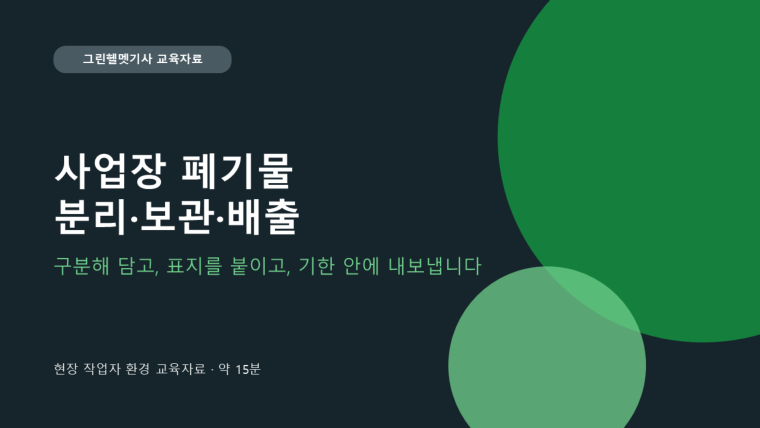 그린헬멧기사 교육자료
사업장 폐기물
분리·보관·배출
구분해 담고, 표지를 붙이고, 기한 안에 내보냅니다
현장 작업자 환경 교육자료 · 약 15분